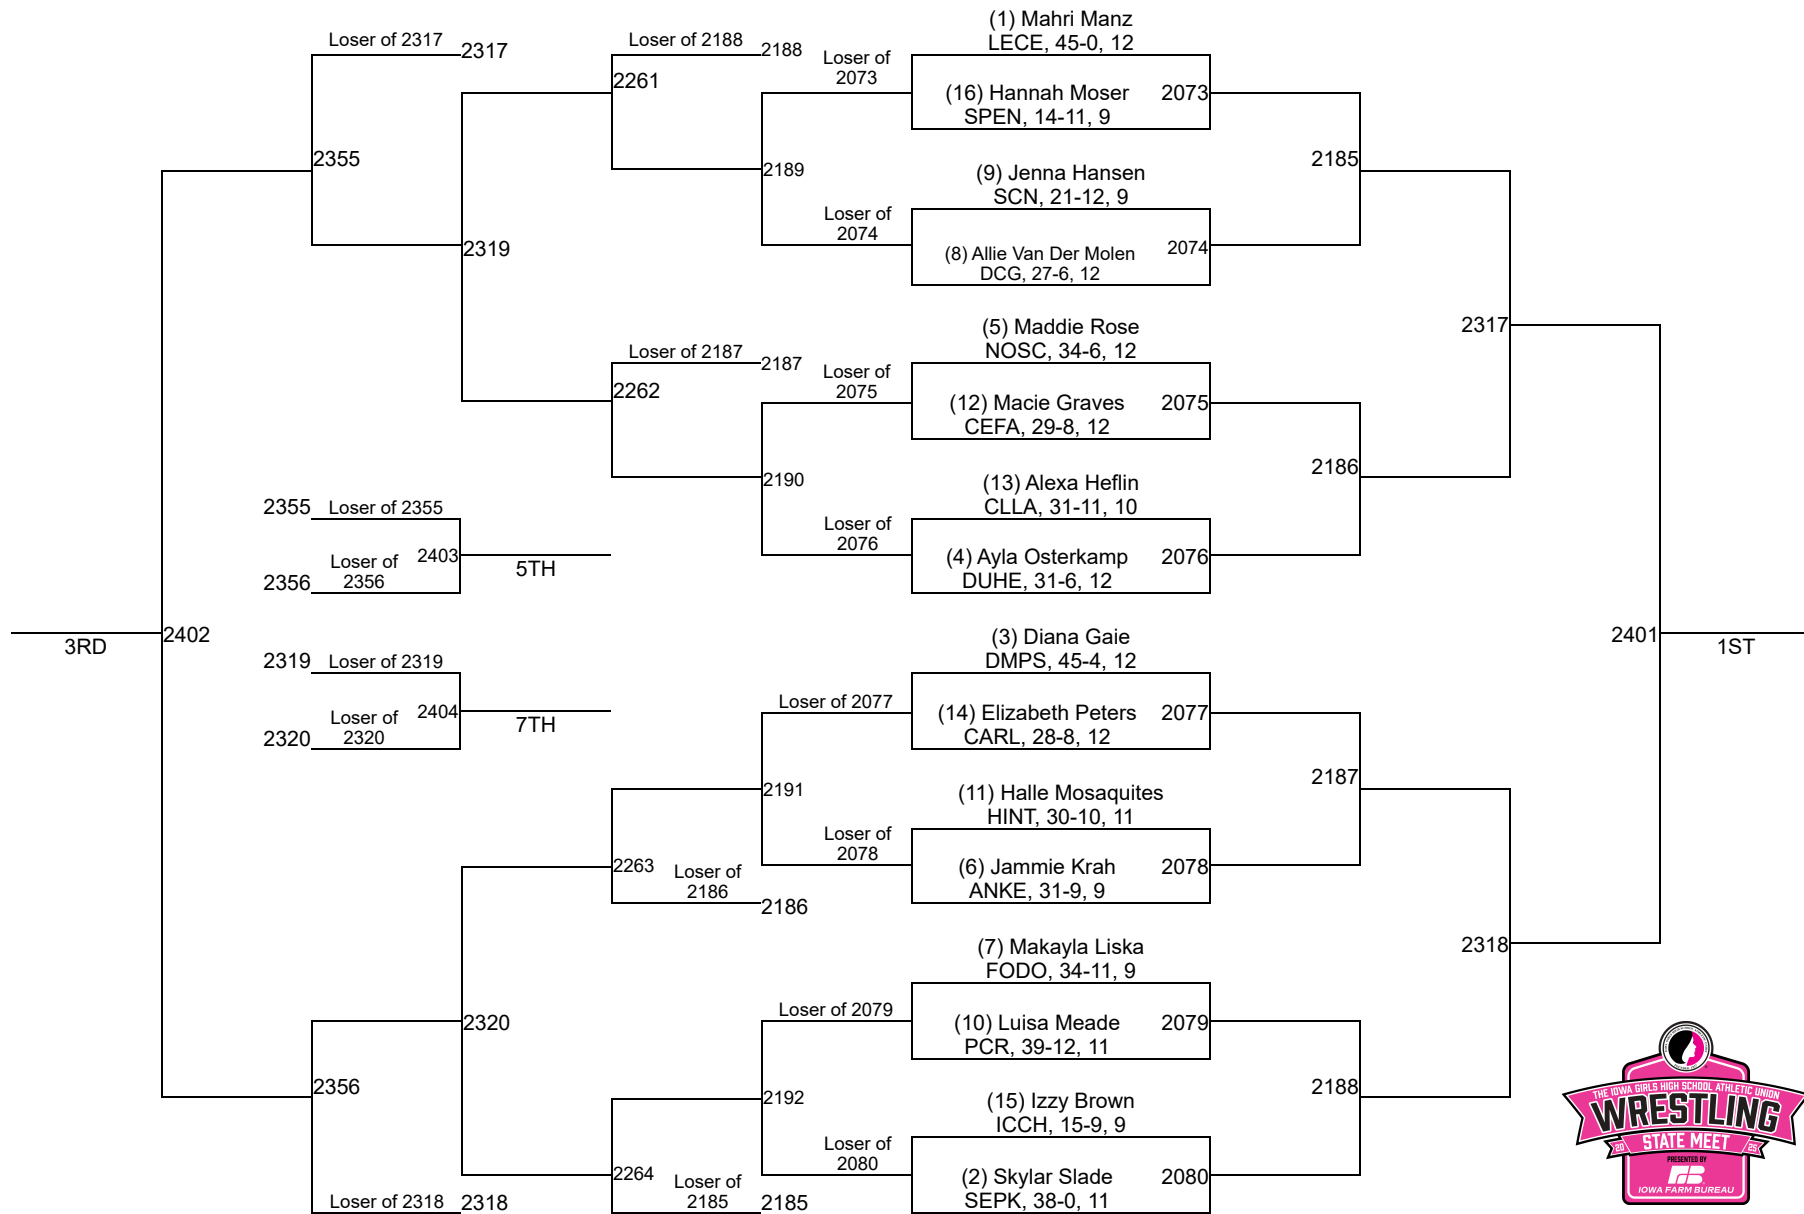 (1) Mahri Manz
LECE, 45-0, 12
(16) Hannah Moser 2073
SPEN, 14-11, 9
(9) Jenna Hansen
SCN, 21-12, 9
(8) Allie Van Der Molen 2074
DCG, 27-6, 12
(5) Maddie Rose
NOSC, 34-6, 12
(12) Macie Graves 2075
CEFA, 29-8, 12
(13) Alexa Heflin
CLLA, 31-11, 10
(4) Ayla Osterkamp 2076
DUHE, 31-6, 12
(3) Diana Gaie
DMPS, 45-4, 12
(14) Elizabeth Peters 2077
CARL, 28-8, 12
(11) Halle Mosaquites
HINT, 30-10, 11
(6) Jammie Krah 2078
ANKE, 31-9, 9
(7) Makayla Liska
FODO, 34-11, 9
(10) Luisa Meade 2079
PCR, 39-12, 11
(15) Izzy Brown
ICCH, 15-9, 9
(2) Skylar Slade 2080
SEPK, 38-0, 11
2185
2186
2187
2188
2317
2318
2401
1ST
Loser of
2073
Loser of
2074
Loser of
2075
Loser of
2076
Loser of 2077
Loser of
2078
Loser of 2079
Loser of
2080
2189
2190
2191
2192
Loser of 2188 2188
2261
Loser of 2187 2187
2262
2263
Loser of
2186
2186
2264
Loser of
2185
2185
2319
2320
Loser of 2317 2317
2355
2356
Loser of 2318 2318
2402
3RD
2355 Loser of 2355
Loser of
2356
2356
2403
5TH
2319 Loser of 2319
Loser of
2320
2320
2404
7TH
THE IOWA GIRLS HIGH SCHOOL ATHLETIC UNION
WRESTLING
20 STATE MEET 25
PRESENTED BY
FB
IOWA FARM BUREAU